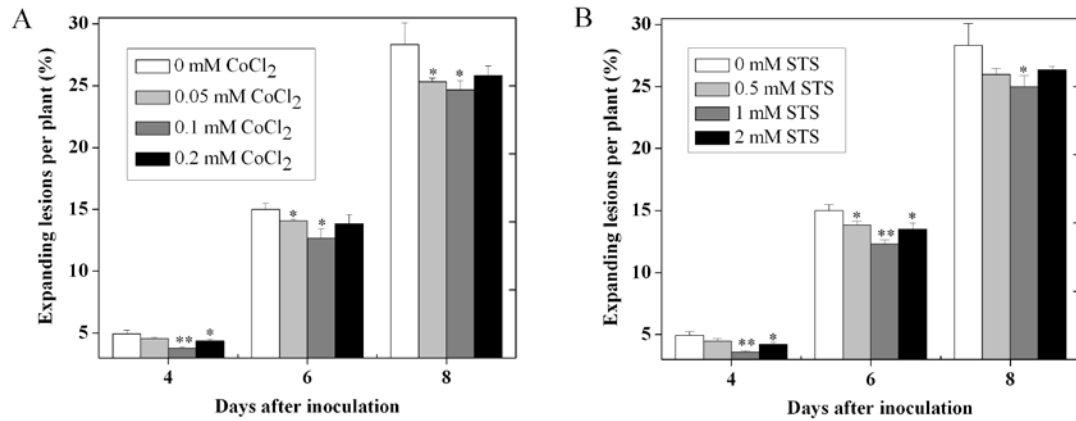 A
Expanding lesions per plant (%)
30
25
20
15
10
5
0 mM CoCl₂
0.05 mM CoCl₂
0.1 mM CoCl₂
0.2 mM CoCl₂
**
*
*
*
*
*
4
6
8
Days after inoculation
B
Expanding lesions per plant (%)
30
25
20
15
10
5
0 mM STS
0.5 mM STS
1 mM STS
2 mM STS
**
*
*
**
*
*
4
6
8
Days after inoculation